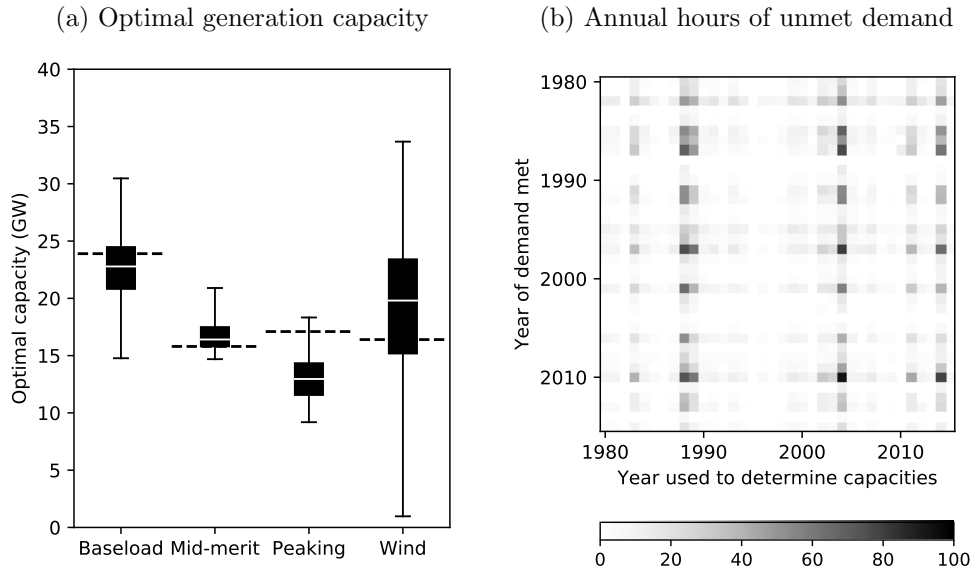 (a) Optimal generation capacity
(b) Annual hours of unmet demand
Optimal capacity (GW)
40
35
30
25
20
15
10
5
0
Baseload Mid-merit Peaking Wind
Year of demand met
1980
1990
2000
2010
1980 1990 2000 2010
Year used to determine capacities
0 20 40 60 80 100